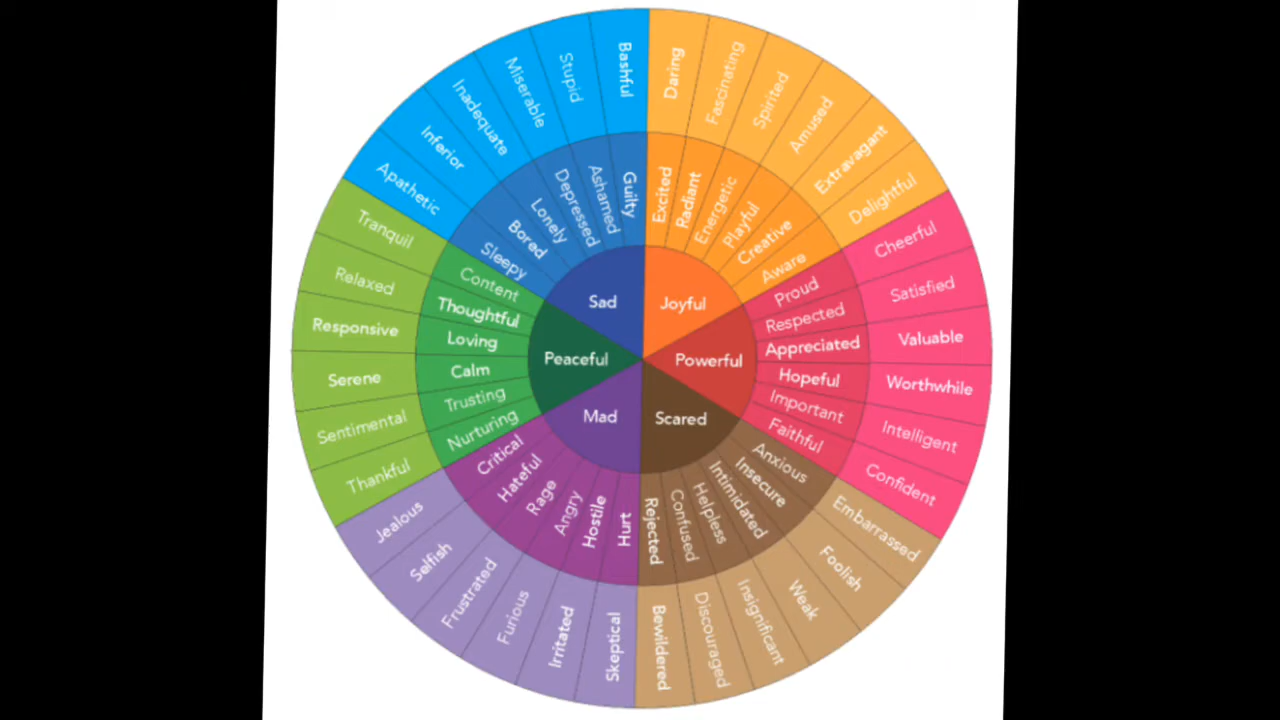 Bashful
Stupid
Miserable
Inadequate
Inferior
Apathetic
Guilty
Ashamed
Depressed
Lonely
Bored
Sleepy
Sad
Daring
Fascinating
Spirited
Amused
Extravagant
Delightful
Excited
Radiant
Energetic
Playful
Creative
Aware
Joyful
Cheerful
Satisfied
Valuable
Worthwhile
Intelligent
Confident
Proud
Respected
Appreciated
Hopeful
Important
Faithful
Powerful
Embarrassed
Foolish
Weak
Insignificant
Discouraged
Bewildered
Anxious
Insecure
Intimidated
Helpless
Confused
Rejected
Scared
Skeptical
Irritated
Furious
Frustrated
Selfish
Jealous
Hurt
Hostile
Angry
Rage
Hateful
Critical
Mad
Thankful
Sentimental
Serene
Responsive
Relaxed
Tranquil
Nurturing
Trusting
Calm
Loving
Thoughtful
Content
Peaceful